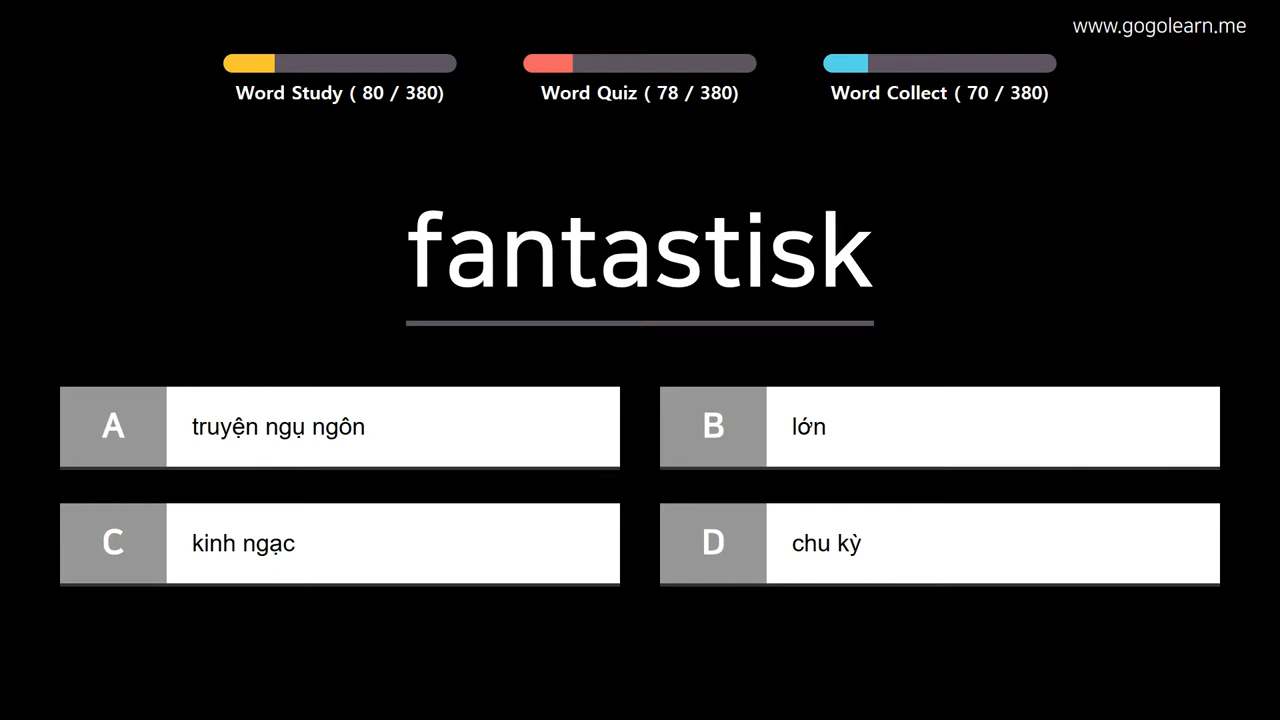 www.gogolearn.me
Word Study ( 80 / 380)
Word Quiz ( 78 / 380)
Word Collect ( 70 / 380)
fantastisk
A truyện ngụ ngôn
B lớn
C kinh ngạc
D chu kỳ